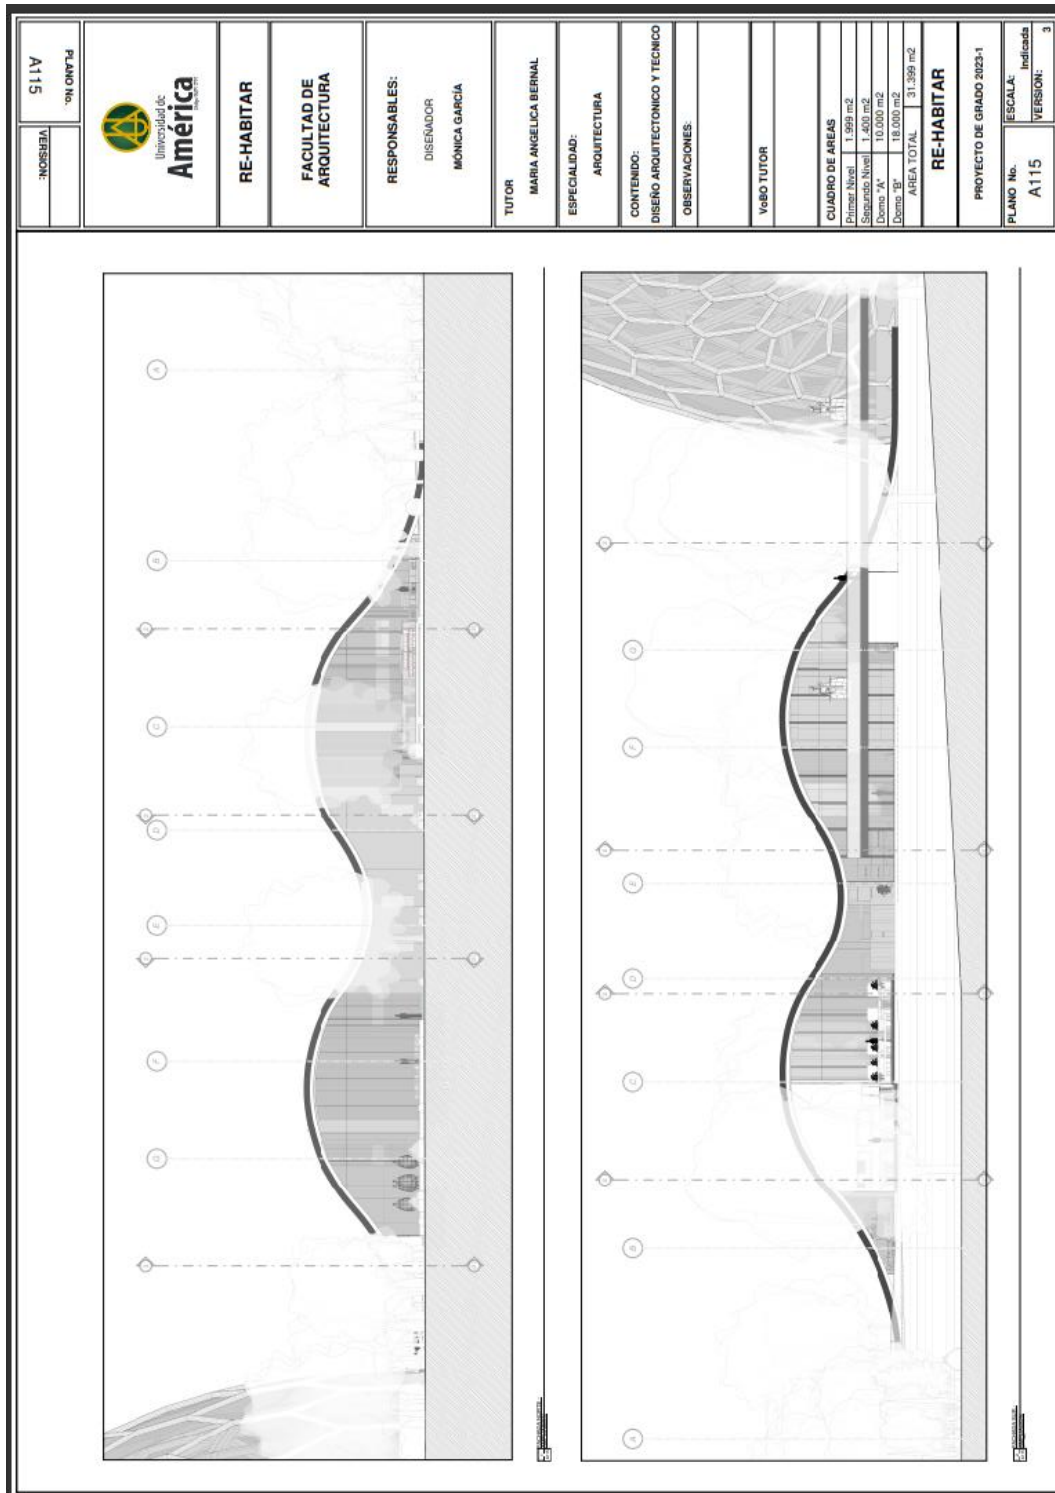 PLANO No.
A115
VERSION:
Universidad de
América
RE-HABITAR
FACULTAD DE
ARQUITECTURA
RESPONSABLES:
DISEÑADOR
MÓNICA GARCÍA
TUTOR
MARIA ANGELICA BERNAL
ESPECIALIDAD:
ARQUITECTURA
CONTENIDO:
DISEÑO ARQUITECTONICO Y TECNICO
OBSERVACIONES:
VoBO TUTOR
CUADRO DE AREAS
Primer Nivel 1.999 m2
Segundo Nivel 1.400 m2
Domo "A" 10.000 m2
Domo "B" 18.000 m2
AREA TOTAL 31.399 m2
RE-HABITAR
PROYECTO DE GRADO 2023-1
PLANO No.
A115
ESCALA:
Indicada
VERSION:
3
G F E D C B A
A B C D E F G